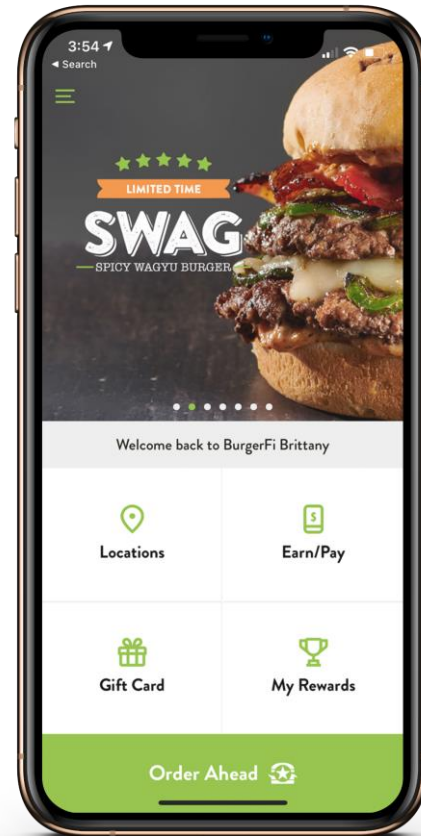 3:54
Search
LIMITED TIME
SWAG
SPICY WAGYU BURGER
Welcome back to BurgerFi Brittany
Locations
$
Earn/Pay
Gift Card
My Rewards
Order Ahead